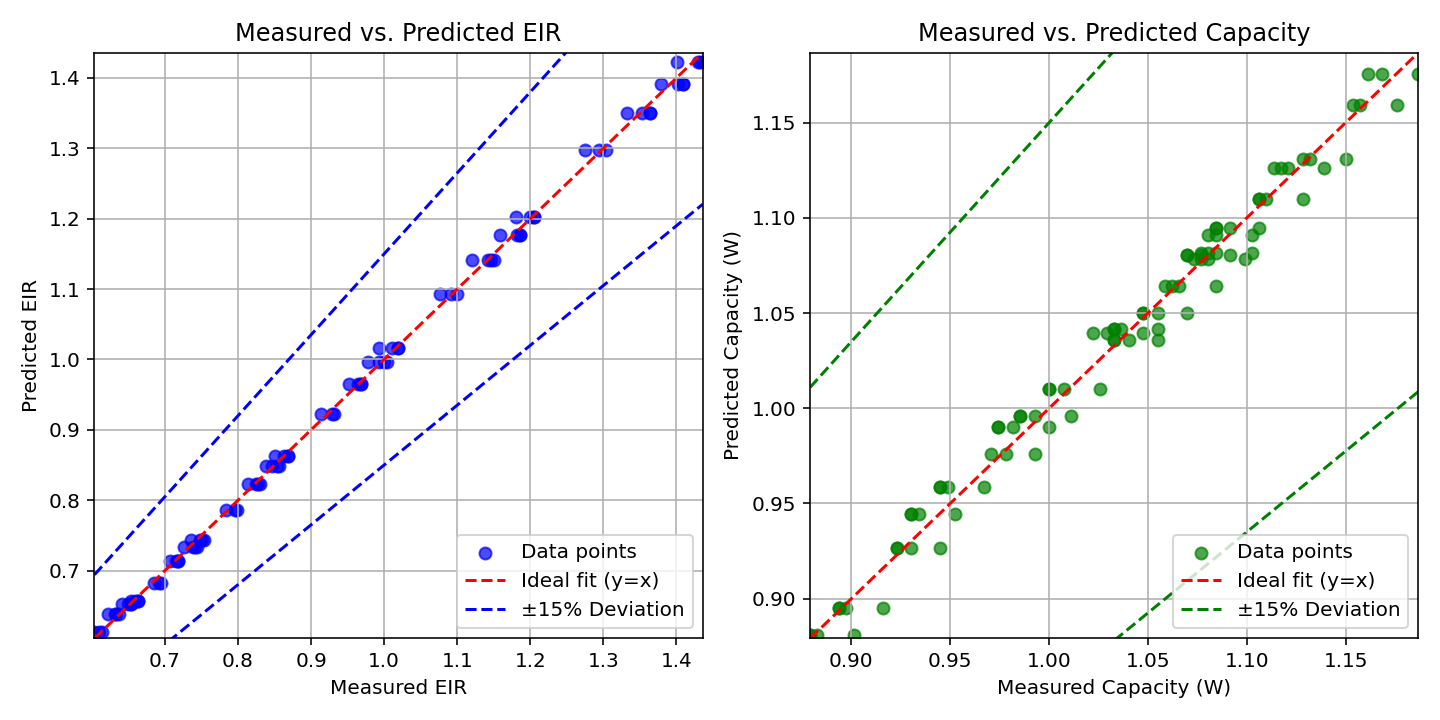 Measured vs. Predicted EIR
Predicted EIR
1.4
1.3
1.2
1.1
1.0
0.9
0.8
0.7
Data points
Ideal fit (y=x)
±15% Deviation
0.7 0.8 0.9 1.0 1.1 1.2 1.3 1.4
Measured EIR
Measured vs. Predicted Capacity
Predicted Capacity (W)
1.15
1.10
1.05
1.00
0.95
0.90
Data points
Ideal fit (y=x)
±15% Deviation
0.90 0.95 1.00 1.05 1.10 1.15
Measured Capacity (W)